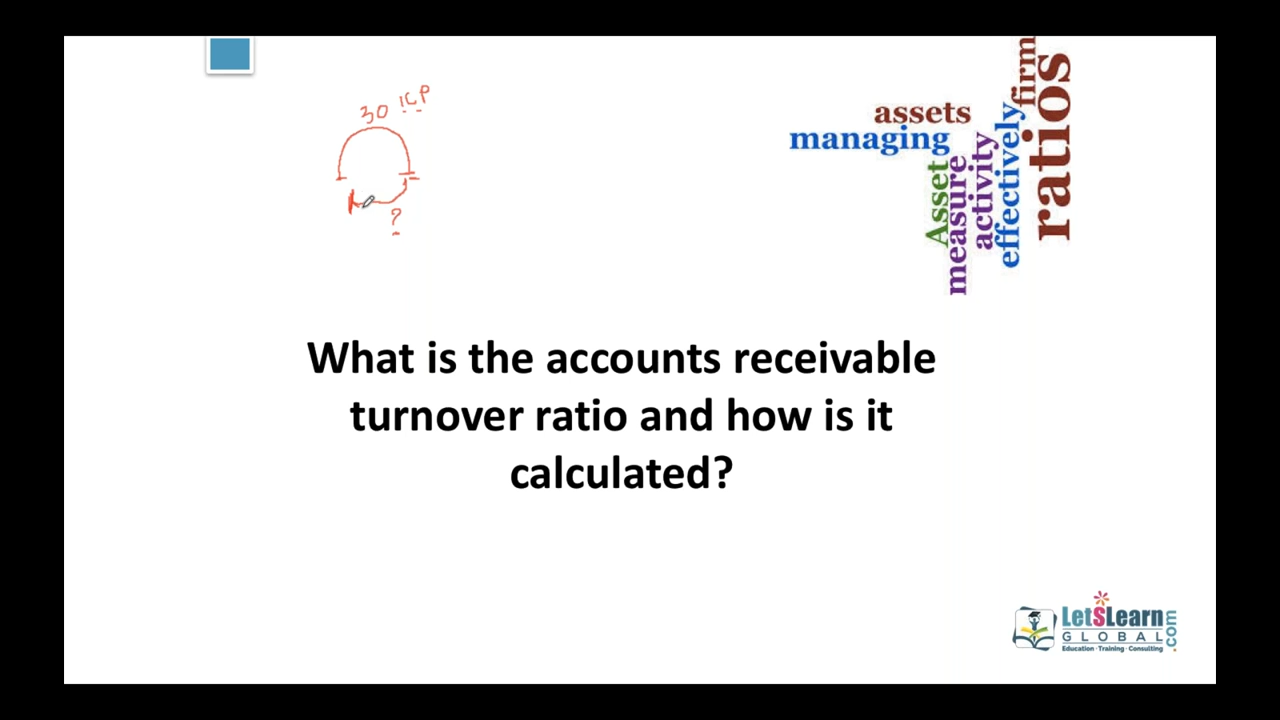 30 ICP
?
assets
managing
Asset
measure
activity
effectively
firm
ratios
What is the accounts receivable
turnover ratio and how is it
calculated?
LetSLearn
GLOBAL
.com
Education · Training · Consulting